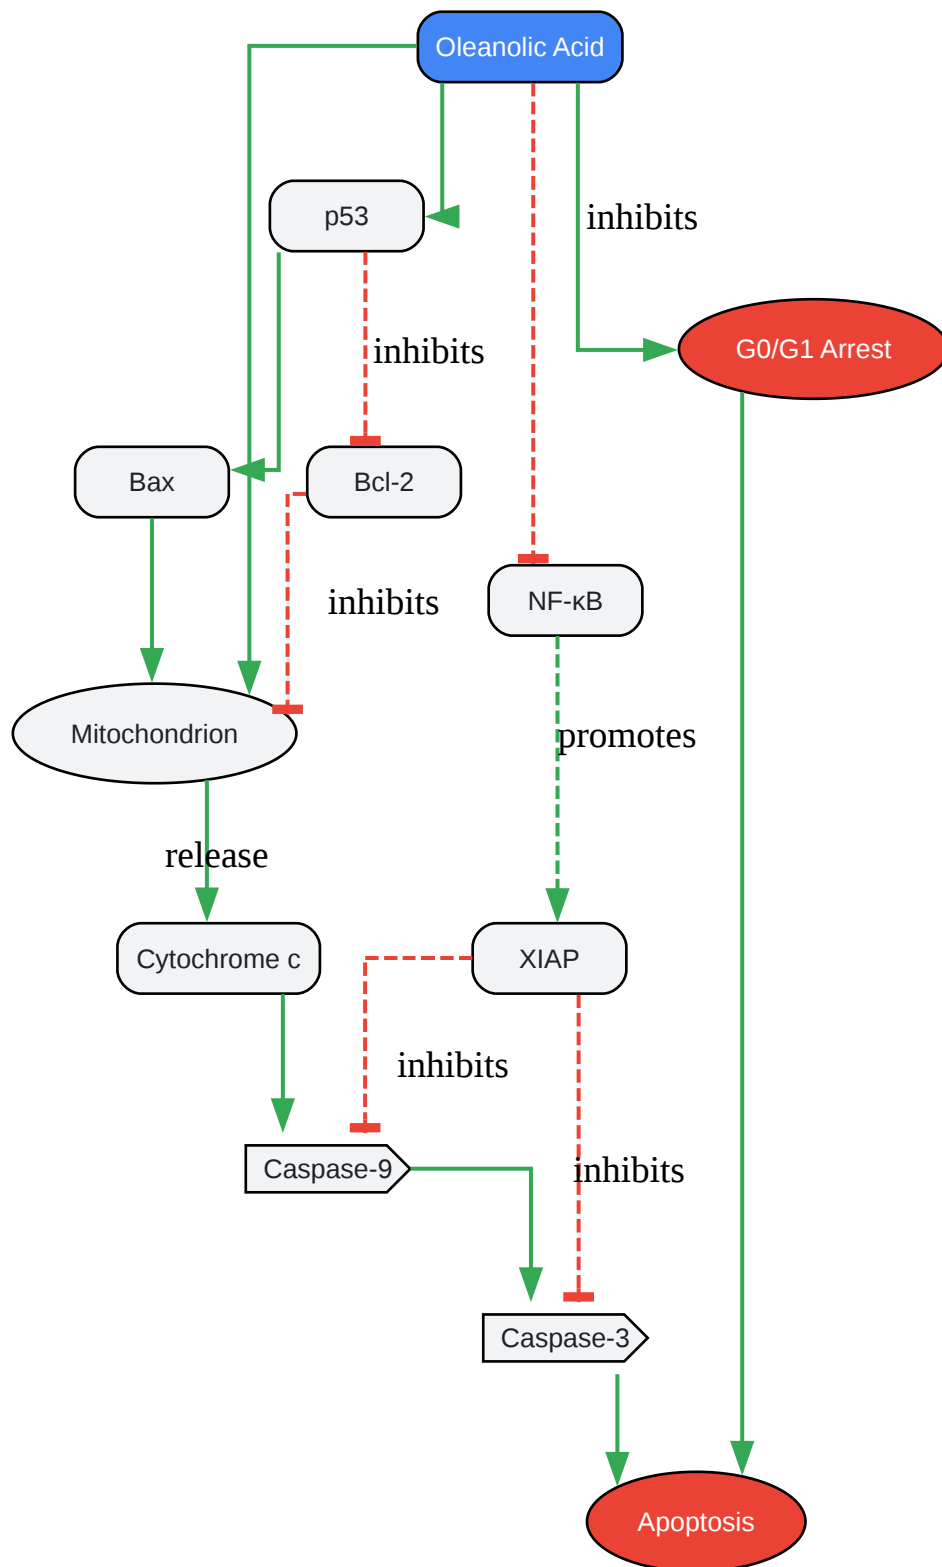 Oleanolic Acid
p53
inhibits
G0/G1 Arrest
inhibits
Bax
Bcl-2
inhibits
NF-κB
Mitochondrion
promotes
release
Cytochrome c
XIAP
inhibits
Caspase-9
inhibits
Caspase-3
Apoptosis